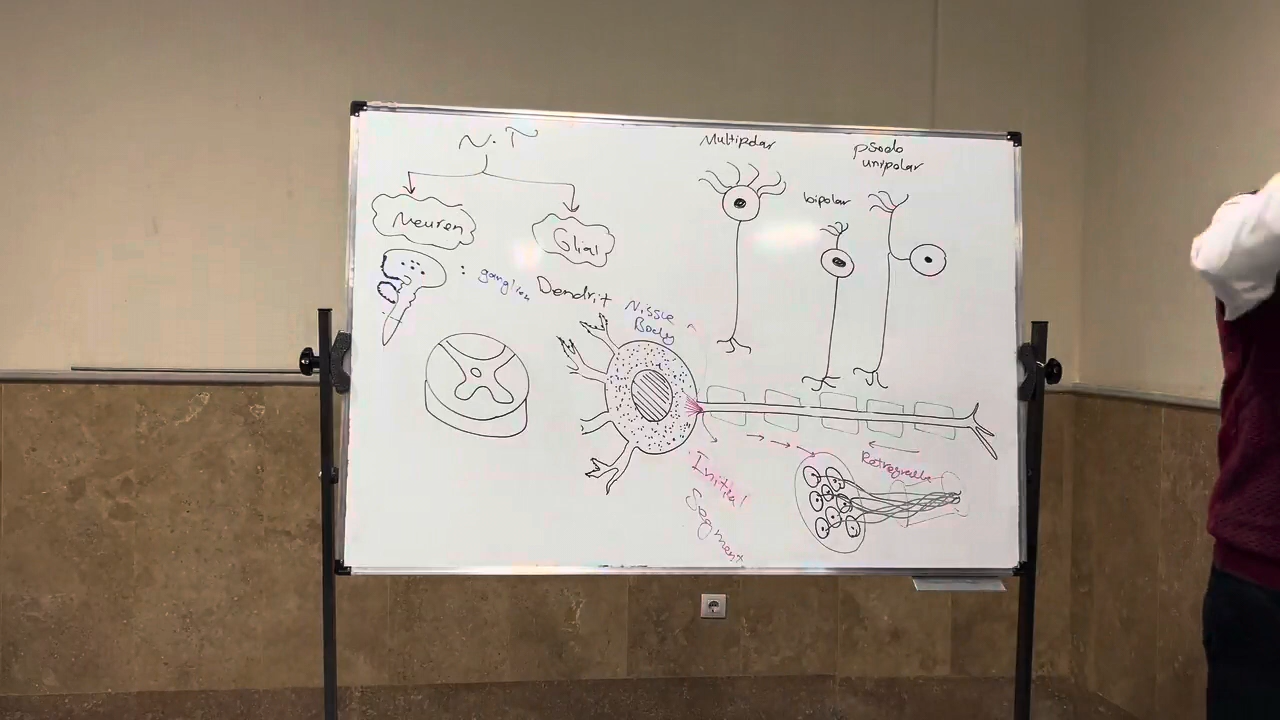 N.T
Neuron
Glial
: ganglion
Dendrit
Nissle
Body
Multipolar
bipolar
Psodo
unipolar
Retrograde
Initial
Segment